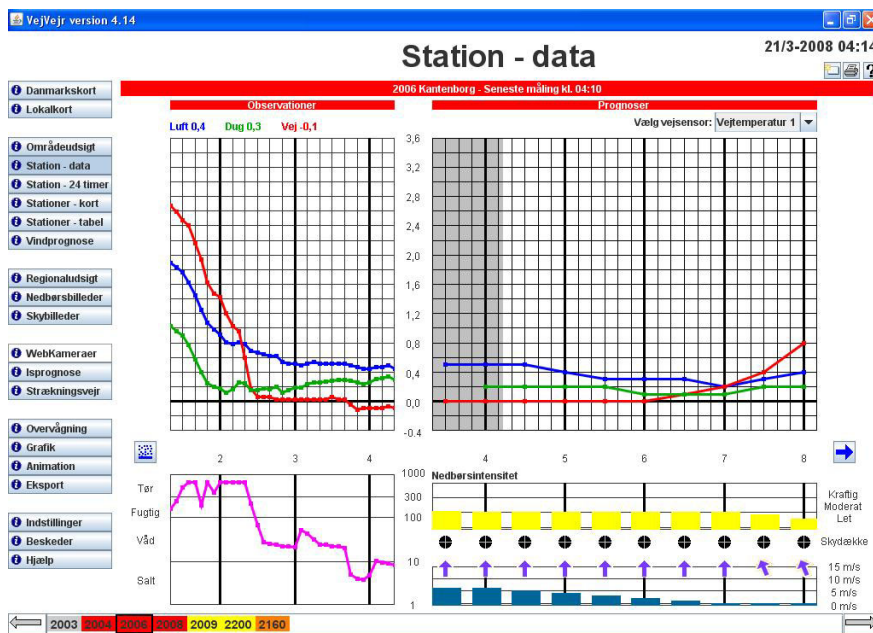 VejVejr version 4.14
Station - data
21/3-2008 04:14
2006 Kantenborg - Seneste måling kl. 04:10
Danmarkskort
Lokalkort
Områdeudsigt
Station - data
Station - 24 timer
Stationer - kort
Stationer - tabel
Vindprognose
Regionaludsigt
Nedbørsbilleder
Skybilleder
WebKameraer
Isprognose
Strækningsvejr
Overvågning
Grafik
Animation
Eksport
Indstillinger
Beskeder
Hjælp
Observationer
Luft 0,4 Dug 0,3 Vej -0,1
Prognoser
Vælg vejsensor: Vejtemperatur 1
3,6
3,2
2,8
2,4
2,0
1,6
1,2
0,8
0,4
0,0
-0.4
2 3 4
4 5 6 7 8
Tør
Fugtig
Våd
Salt
1000
300
100
10
1
Nedbørsintensitet
Kraftig
Moderat
Let
Skydække
15 m/s
10 m/s
5 m/s
0 m/s
2003 2004 2006 2008 2009 2200 2160